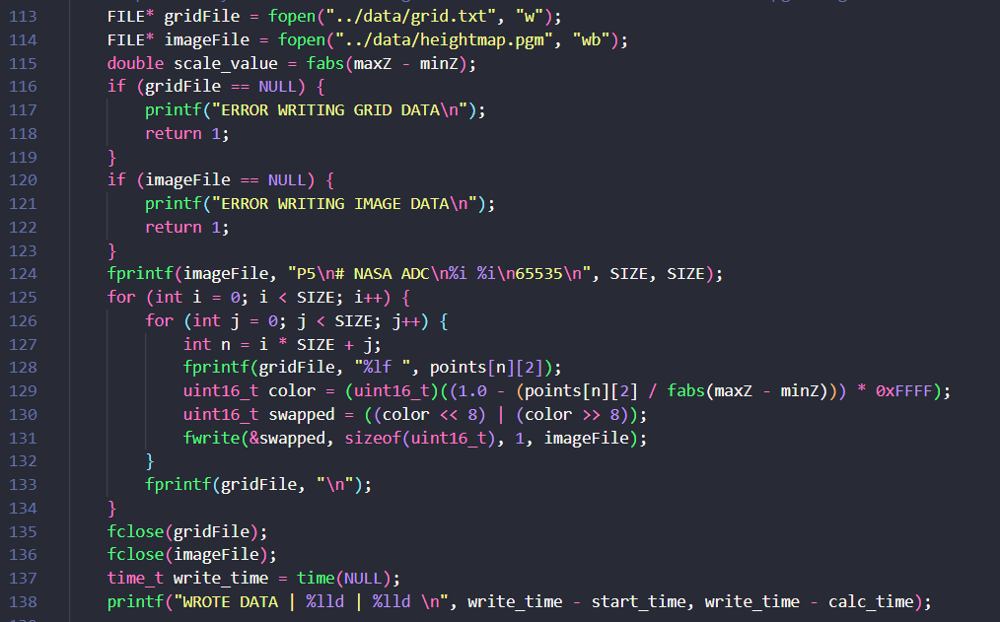 113 FILE* gridFile = fopen("../data/grid.txt", "w");
114 FILE* imageFile = fopen("../data/heightmap.pgm", "wb");
115 double scale_value = fabs(maxZ - minZ);
116 if (gridFile == NULL) {
117 printf("ERROR WRITING GRID DATA\n");
118 return 1;
119 }
120 if (imageFile == NULL) {
121 printf("ERROR WRITING IMAGE DATA\n");
122 return 1;
123 }
124 fprintf(imageFile, "P5\n# NASA ADC\n%i %i\n65535\n", SIZE, SIZE);
125 for (int i = 0; i < SIZE; i++) {
126 for (int j = 0; j < SIZE; j++) {
127 int n = i * SIZE + j;
128 fprintf(gridFile, "%lf ", points[n][2]);
129 uint16_t color = (uint16_t)((1.0 - (points[n][2] / fabs(maxZ - minZ))) * 0xFFFF);
130 uint16_t swapped = ((color << 8) | (color >> 8));
131 fwrite(&swapped, sizeof(uint16_t), 1, imageFile);
132 }
133 fprintf(gridFile, "\n");
134 }
135 fclose(gridFile);
136 fclose(imageFile);
137 time_t write_time = time(NULL);
138 printf("WROTE DATA | %lld | %lld \n", write_time - start_time, write_time - calc_time);